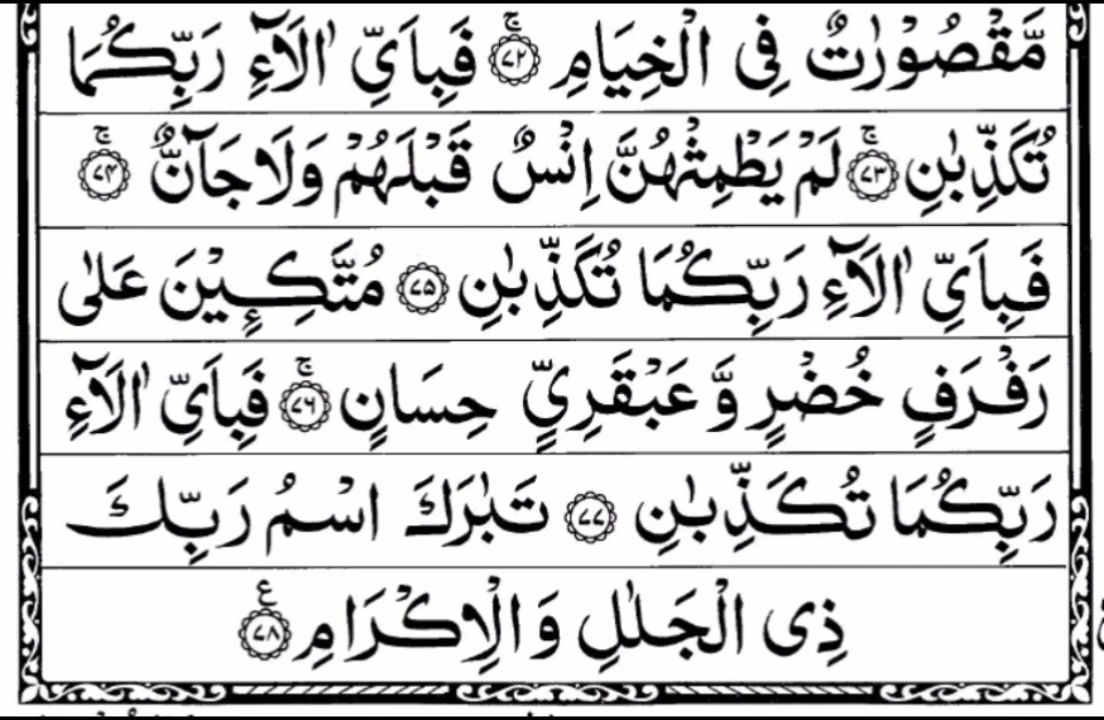 مَّقْصُوْرٰتٌ فِی الْخِیَامِ ۚ﴿۷۲﴾ فَبِاَیِّ اٰلَآءِ رَبِّكُمَا
تُكَذِّبٰنِ ۚ﴿۷۳﴾ لَمْ یَطْمِثْهُنَّ اِنْسٌ قَبْلَهُمْ وَلَا جَآنٌّ ۚ﴿۷۴﴾
فَبِاَیِّ اٰلَآءِ رَبِّكُمَا تُكَذِّبٰنِ ﴿۷۵﴾ مُتَّكِـِٕیْنَ عَلٰی
رَفْرَفٍ خُضْرٍ وَّ عَبْقَرِیٍّ حِسَانٍ ۚ﴿۷۶﴾ فَبِاَیِّ اٰلَآءِ
رَبِّكُمَا تُكَذِّبٰنِ ﴿۷۷﴾ تَبٰرَكَ اسْمُ رَبِّكَ
ذِی الْجَلٰلِ وَ الْاِكْرَامِ ﴿۷۸﴾ ع